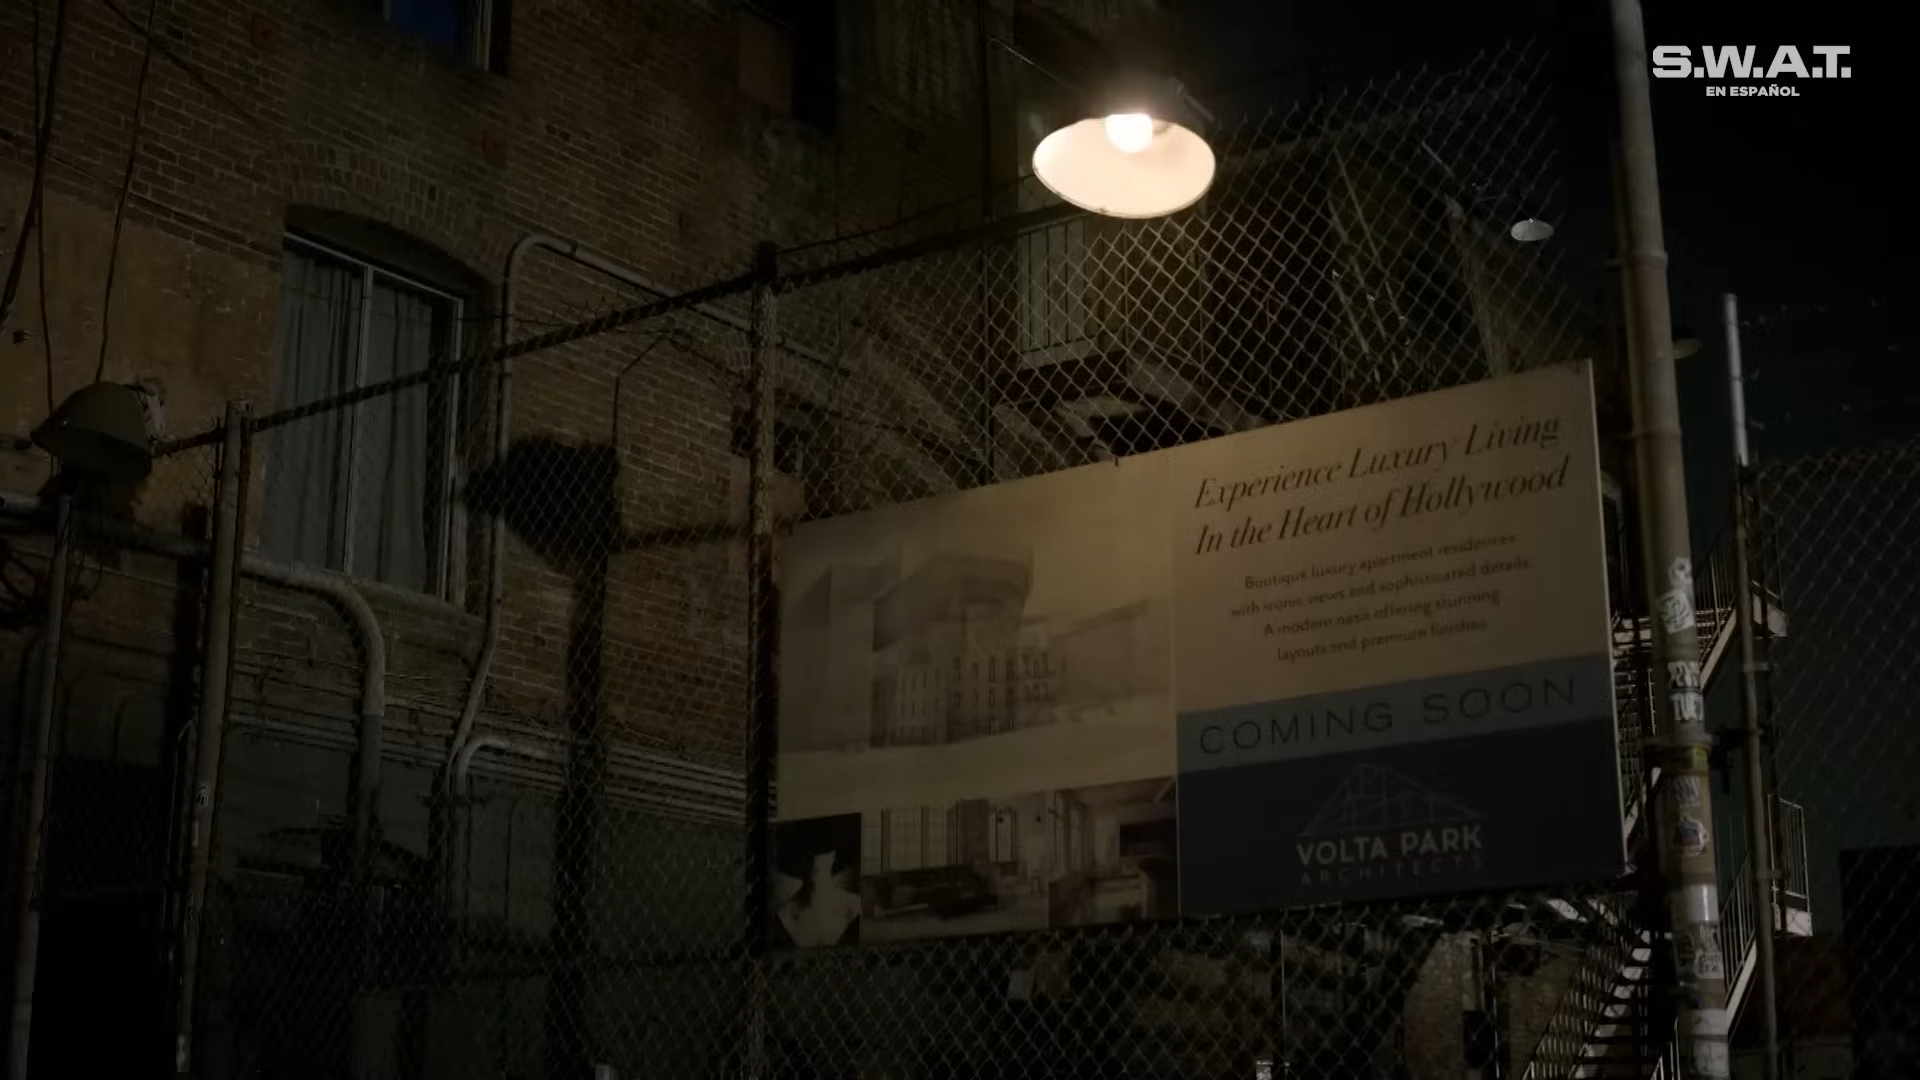 S.W.A.T.
EN ESPAÑOL
Experience Luxury Living
In the Heart of Hollywood
Boutique luxury apartment residences
with iconic views and sophisticated details.
A modern oasis offering stunning
layouts and premium finishes
COMING SOON
VOLTA PARK
ARCHITECTS